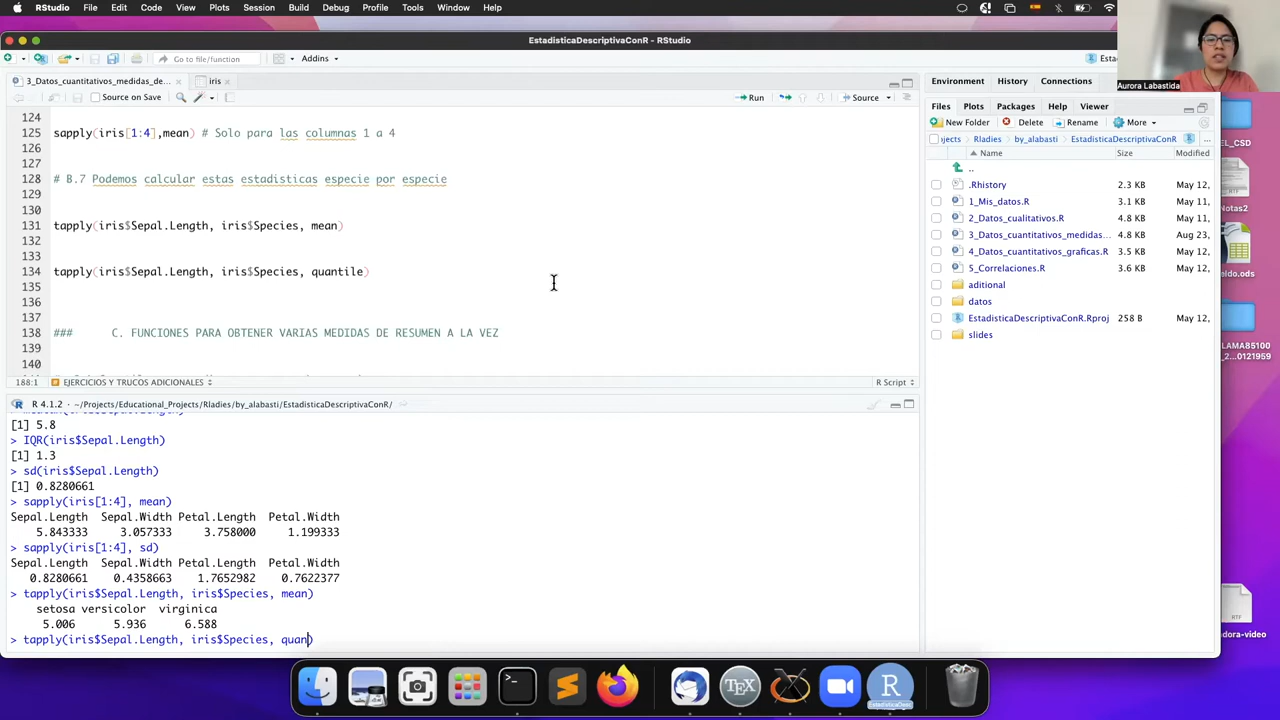 RStudio File Edit Code View Plots Session Build Debug Profile Tools Window Help
EstadisticaDescriptivaConR - RStudio
Go to file/function Addins
3_Datos_cuantitativos_medidas_de... iris
Source on Save Run Source
124
125 sapply(iris[1:4],mean) # Solo para las columnas 1 a 4
126
127
128 # B.7 Podemos calcular estas estadisticas especie por especie
129
130
131 tapply(iris$Sepal.Length, iris$Species, mean)
132
133
134 tapply(iris$Sepal.Length, iris$Species, quantile)
135
136
137
138 ### C. FUNCIONES PARA OBTENER VARIAS MEDIDAS DE RESUMEN A LA VEZ
139
140
188:1 EJERCICIOS Y TRUCOS ADICIONALES R Script
R 4.1.2 · ~/Projects/Educational_Projects/Rladies/by_alabasti/EstadisticaDescriptivaConR/
[1] 5.8
> IQR(iris$Sepal.Length)
[1] 1.3
> sd(iris$Sepal.Length)
[1] 0.8280661
> sapply(iris[1:4], mean)
Sepal.Length Sepal.Width Petal.Length Petal.Width
5.843333 3.057333 3.758000 1.199333
> sapply(iris[1:4], sd)
Sepal.Length Sepal.Width Petal.Length Petal.Width
0.8280661 0.4358663 1.7652982 0.7622377
> tapply(iris$Sepal.Length, iris$Species, mean)
setosa versicolor virginica
5.006 5.936 6.588
> tapply(iris$Sepal.Length, iris$Species, quan)
Environment History Connections
Files Plots Packages Help Viewer
New Folder Delete Rename More
ojects Rladies by_alabasti EstadisticaDescriptivaConR ...
Name Size Modified
..
.Rhistory 2.3 KB May 12,
1_Mis_datos.R 3.1 KB May 11,
2_Datos_cualitativos.R 4.8 KB May 11,
3_Datos_cuantitativos_medidas... 4.8 KB Aug 23,
4_Datos_cuantitativos_graficas.R 3.5 KB May 12,
5_Correlaciones.R 3.6 KB May 12,
aditional
datos
EstadisticaDescriptivaConR.Rproj 258 B May 12,
slides
Aurora Labastida
EL_CSD
Notas2
eldo.ods
LAMA85100
_2...0121959
RTF
adora-video
TEX
R